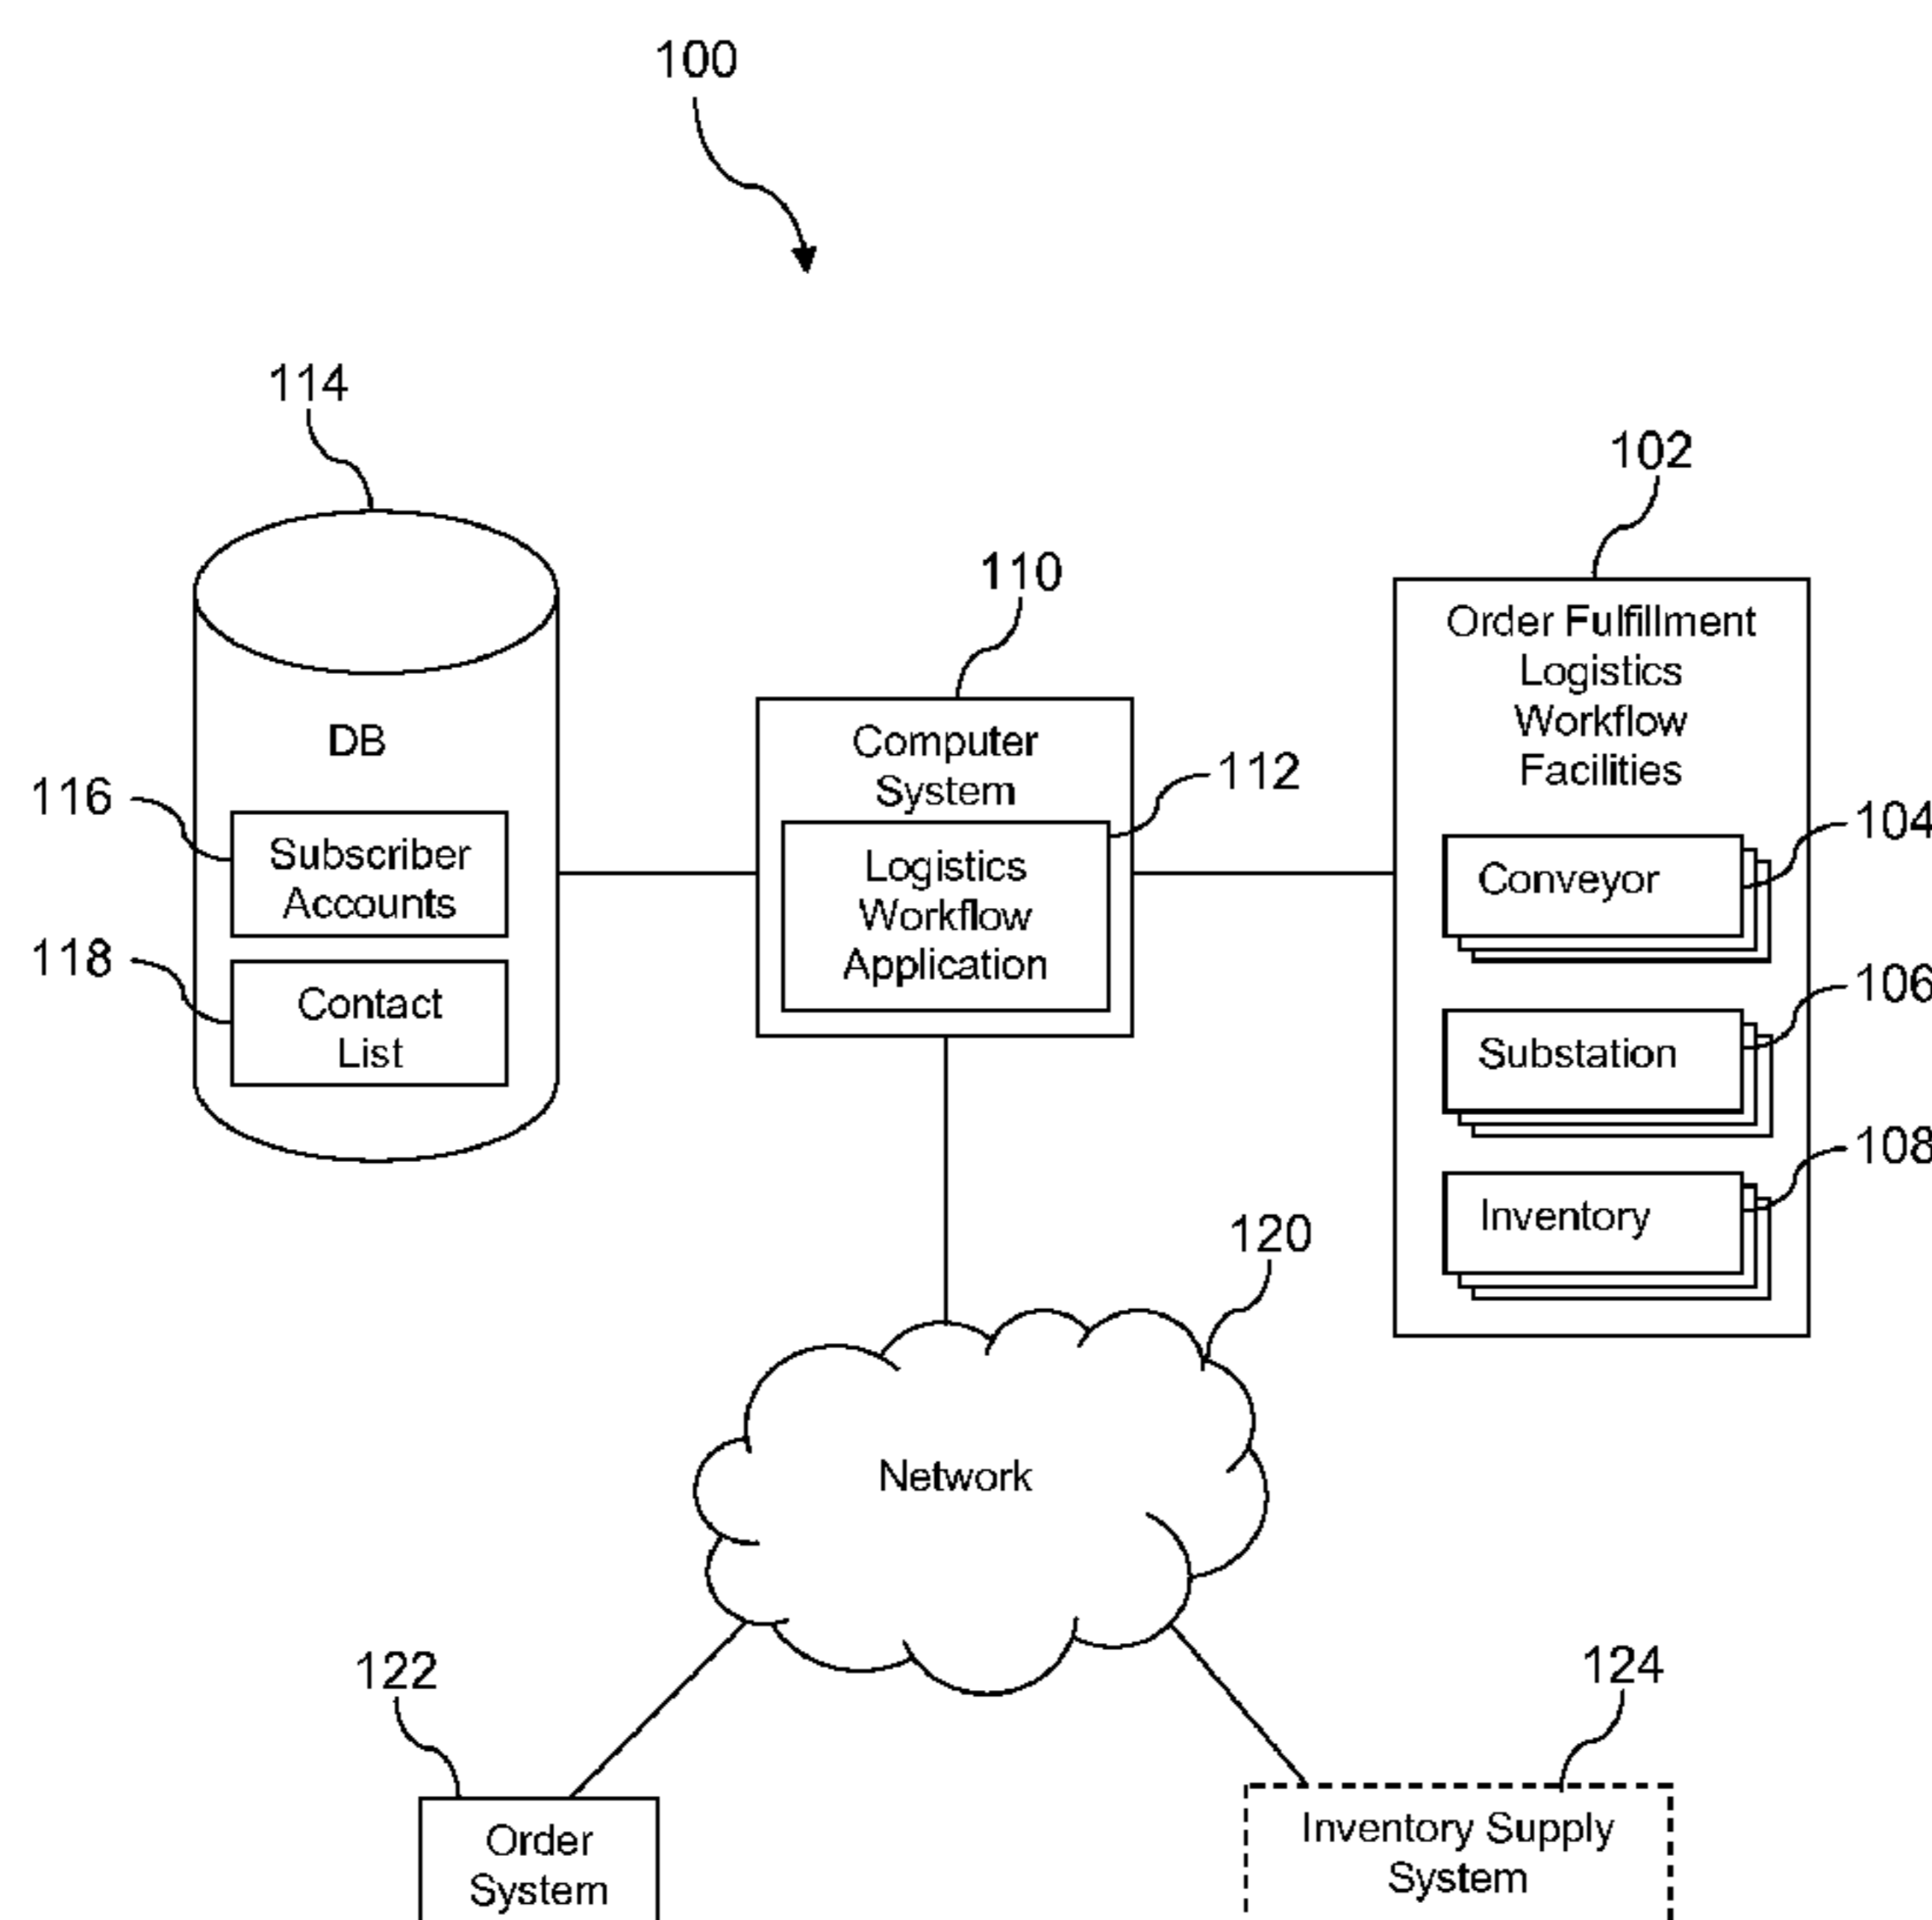 100
114
102
110
Order Fulfillment
Logistics
Workflow
Facilities
DB
Computer
System
112
116
104
Subscriber
Accounts
Logistics
Workflow
Application
Conveyor
118
106
Contact
List
Substation
108
Inventory
120
Network
122
124
Order
System
Inventory Supply
System